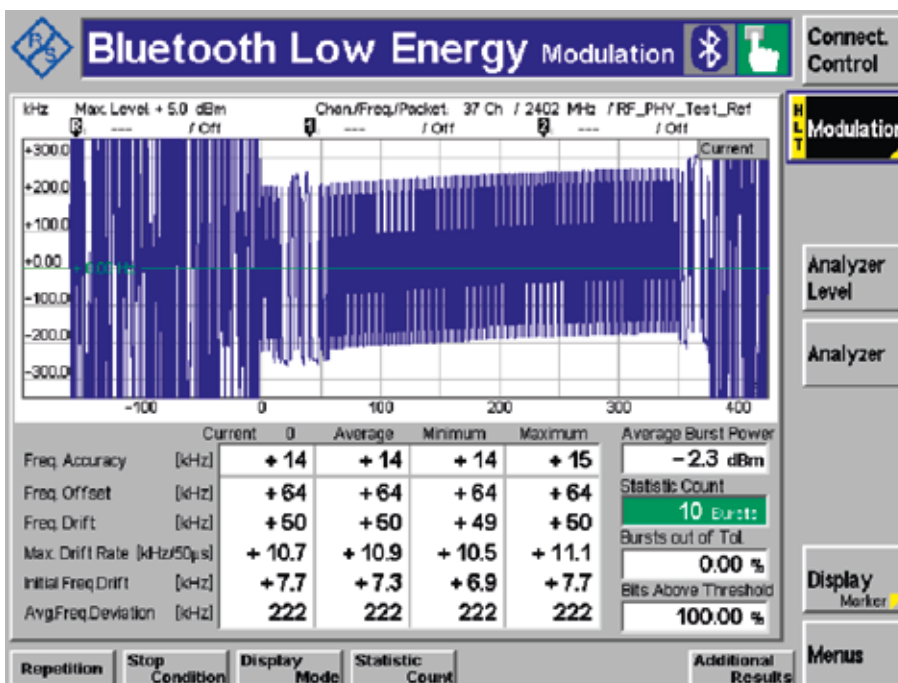 R S
Bluetooth Low Energy Modulation
Connect. Control
kHz Max. Level + 5.0 dBm Chan/Freq/Packet: 37 Ch / 2402 MHz / RF_PHY_Test_Ref
R --- / Off 1 --- / Off 2 --- / Off
HLT Modulation
Current
+300.0
+200.0
+100.0
+0.00
-100.0
-200.0
-300.0
-100 0 100 200 300 400
Analyzer Level
Analyzer
Current 0 Average Minimum Maximum
Freq. Accuracy [kHz] +14 +14 +14 +15
Freq. Offset [kHz] +64 +64 +64 +64
Freq. Drift [kHz] +50 +50 +49 +50
Max. Drift Rate [kHz/50µs] +10.7 +10.9 +10.5 +11.1
Initial Freq.Drift [kHz] +7.7 +7.3 +6.9 +7.7
Avg.Freq.Deviation [kHz] 222 222 222 222
Average Burst Power
-2.3 dBm
Statistic Count
10 Bursts
Bursts out of Tol.
0.00 %
Bits Above Threshold
100.00 %
Display Marker
Menus
Repetition
Stop Condition
Display Mode
Statistic Count
Additional Results